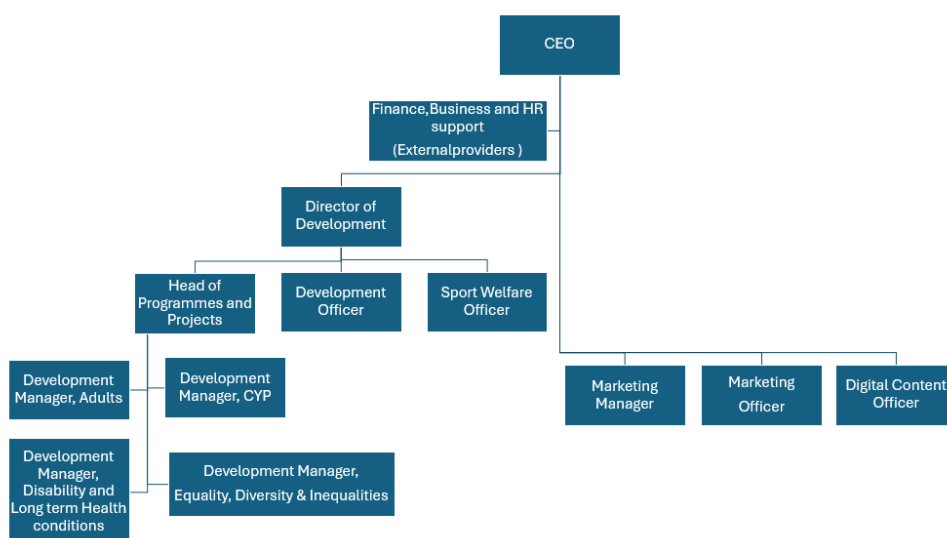 CEO
Finance,Business and HR
support
(Externalproviders )
Director of
Development
Head of
Programmes and
Projects
Development
Officer
Sport Welfare
Officer
Development
Manager, Adults
Development
Manager, CYP
Marketing
Manager
Marketing
Officer
Digital Content
Officer
Development
Manager,
Disability and
Long term Health
conditions
Development Manager,
Equality, Diversity & Inequalities